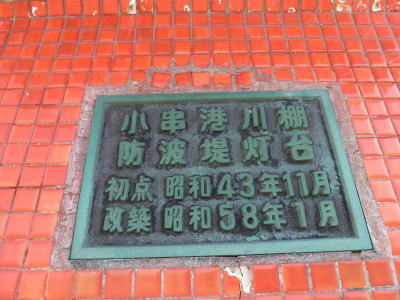 小串港川棚
防波堤灯台
初点 昭和43年11月
改築 昭和58年1月